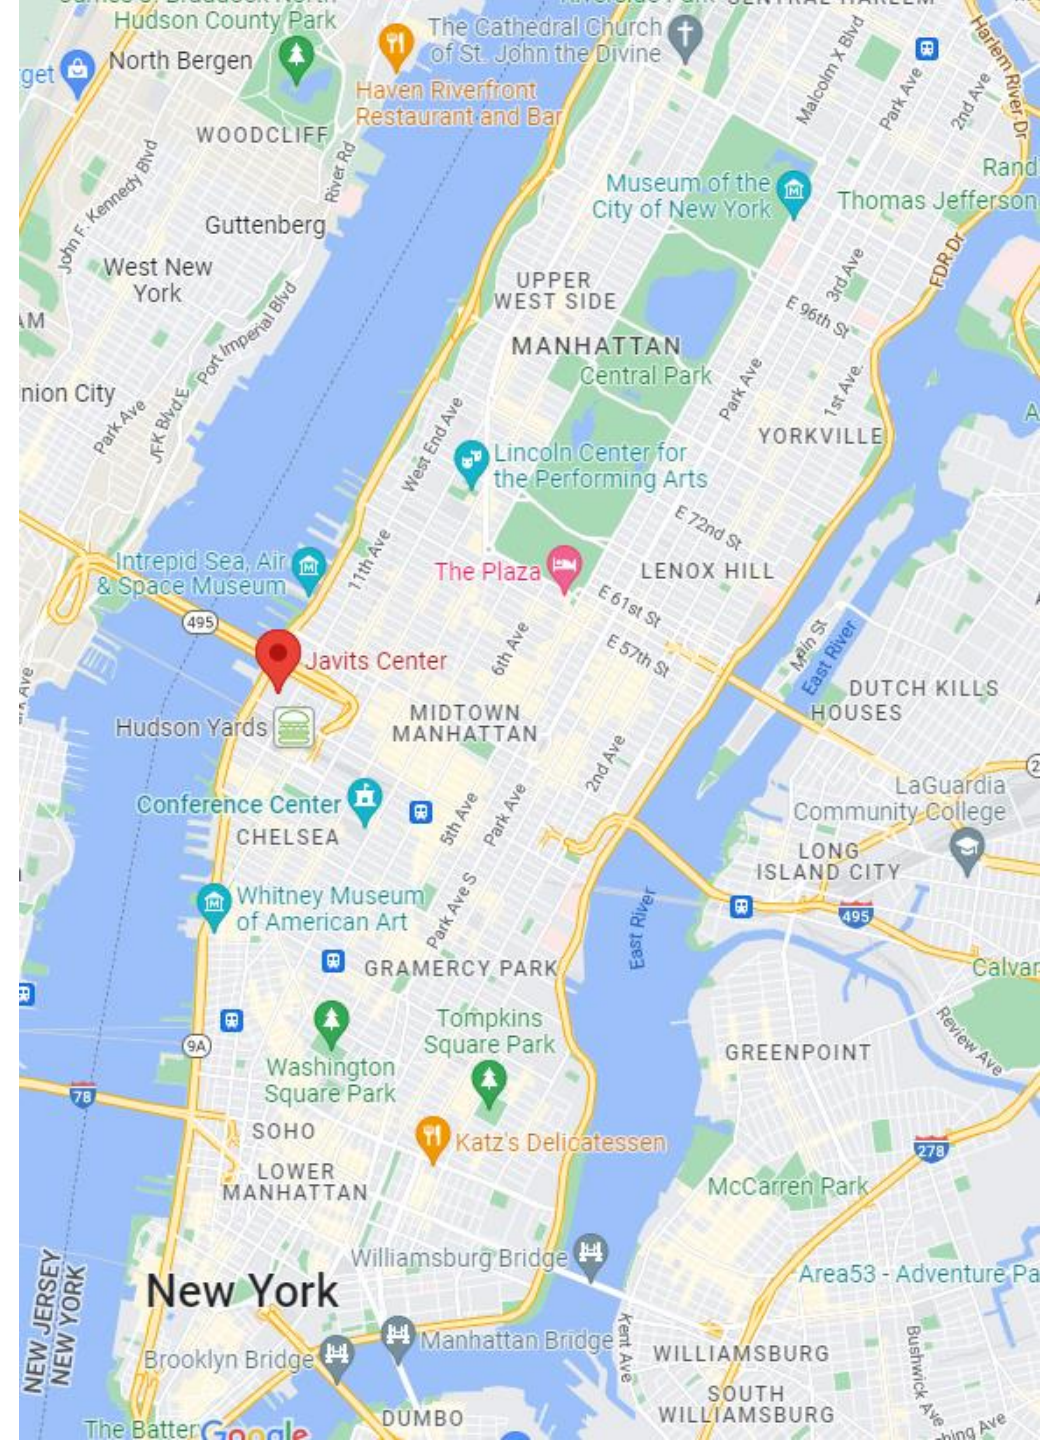 Hudson County Park
The Cathedral Church
of St. John the Divine
CENTRAL HARLEM
North Bergen
get
Haven Riverfront
Restaurant and Bar
WOODCLIFF
River Rd
John F. Kennedy Blvd
Malcolm X Blvd
Park Ave
2nd Ave
Harlem River Dr
Rand
Thomas Jefferson
Museum of the
City of New York
Guttenberg
West New
York
Port Imperial Blvd
UPPER
WEST SIDE
3rd Ave
FDR Dr
E 96th St
AM
MANHATTAN
Central Park
nion City
Park Ave
JFK Blvd E
West End Ave
Park Ave
1st Ave.
A
YORKVILLE
Lincoln Center for
the Performing Arts
E 72nd St
Intrepid Sea, Air
& Space Museum
11th Ave
The Plaza
LENOX HILL
E 61st St
495
6th Ave
E 57th St
Main St
East River
Javits Center
DUTCH KILLS
HOUSES
Hudson Yards
MIDTOWN
MANHATTAN
2nd Ave
2
LaGuardia
Community College
Conference Center
CHELSEA
5th Ave
Park Ave
LONG
ISLAND CITY
Whitney Museum
of American Art
Park Ave S
East River
495
GRAMERCY PARK
Calvar
Tompkins
Square Park
9A
Washington
Square Park
GREENPOINT
Review Ave
78
SOHO
Katz's Delicatessen
278
LOWER
MANHATTAN
McCarren Park
Williamsburg Bridge
Area53 - Adventure Pa
NEW JERSEY
NEW YORK
New York
Manhattan Bridge
Brooklyn Bridge
Kent Ave
WILLIAMSBURG
Bushwick Ave
SOUTH
WILLIAMSBURG
DUMBO
The Batter
Google